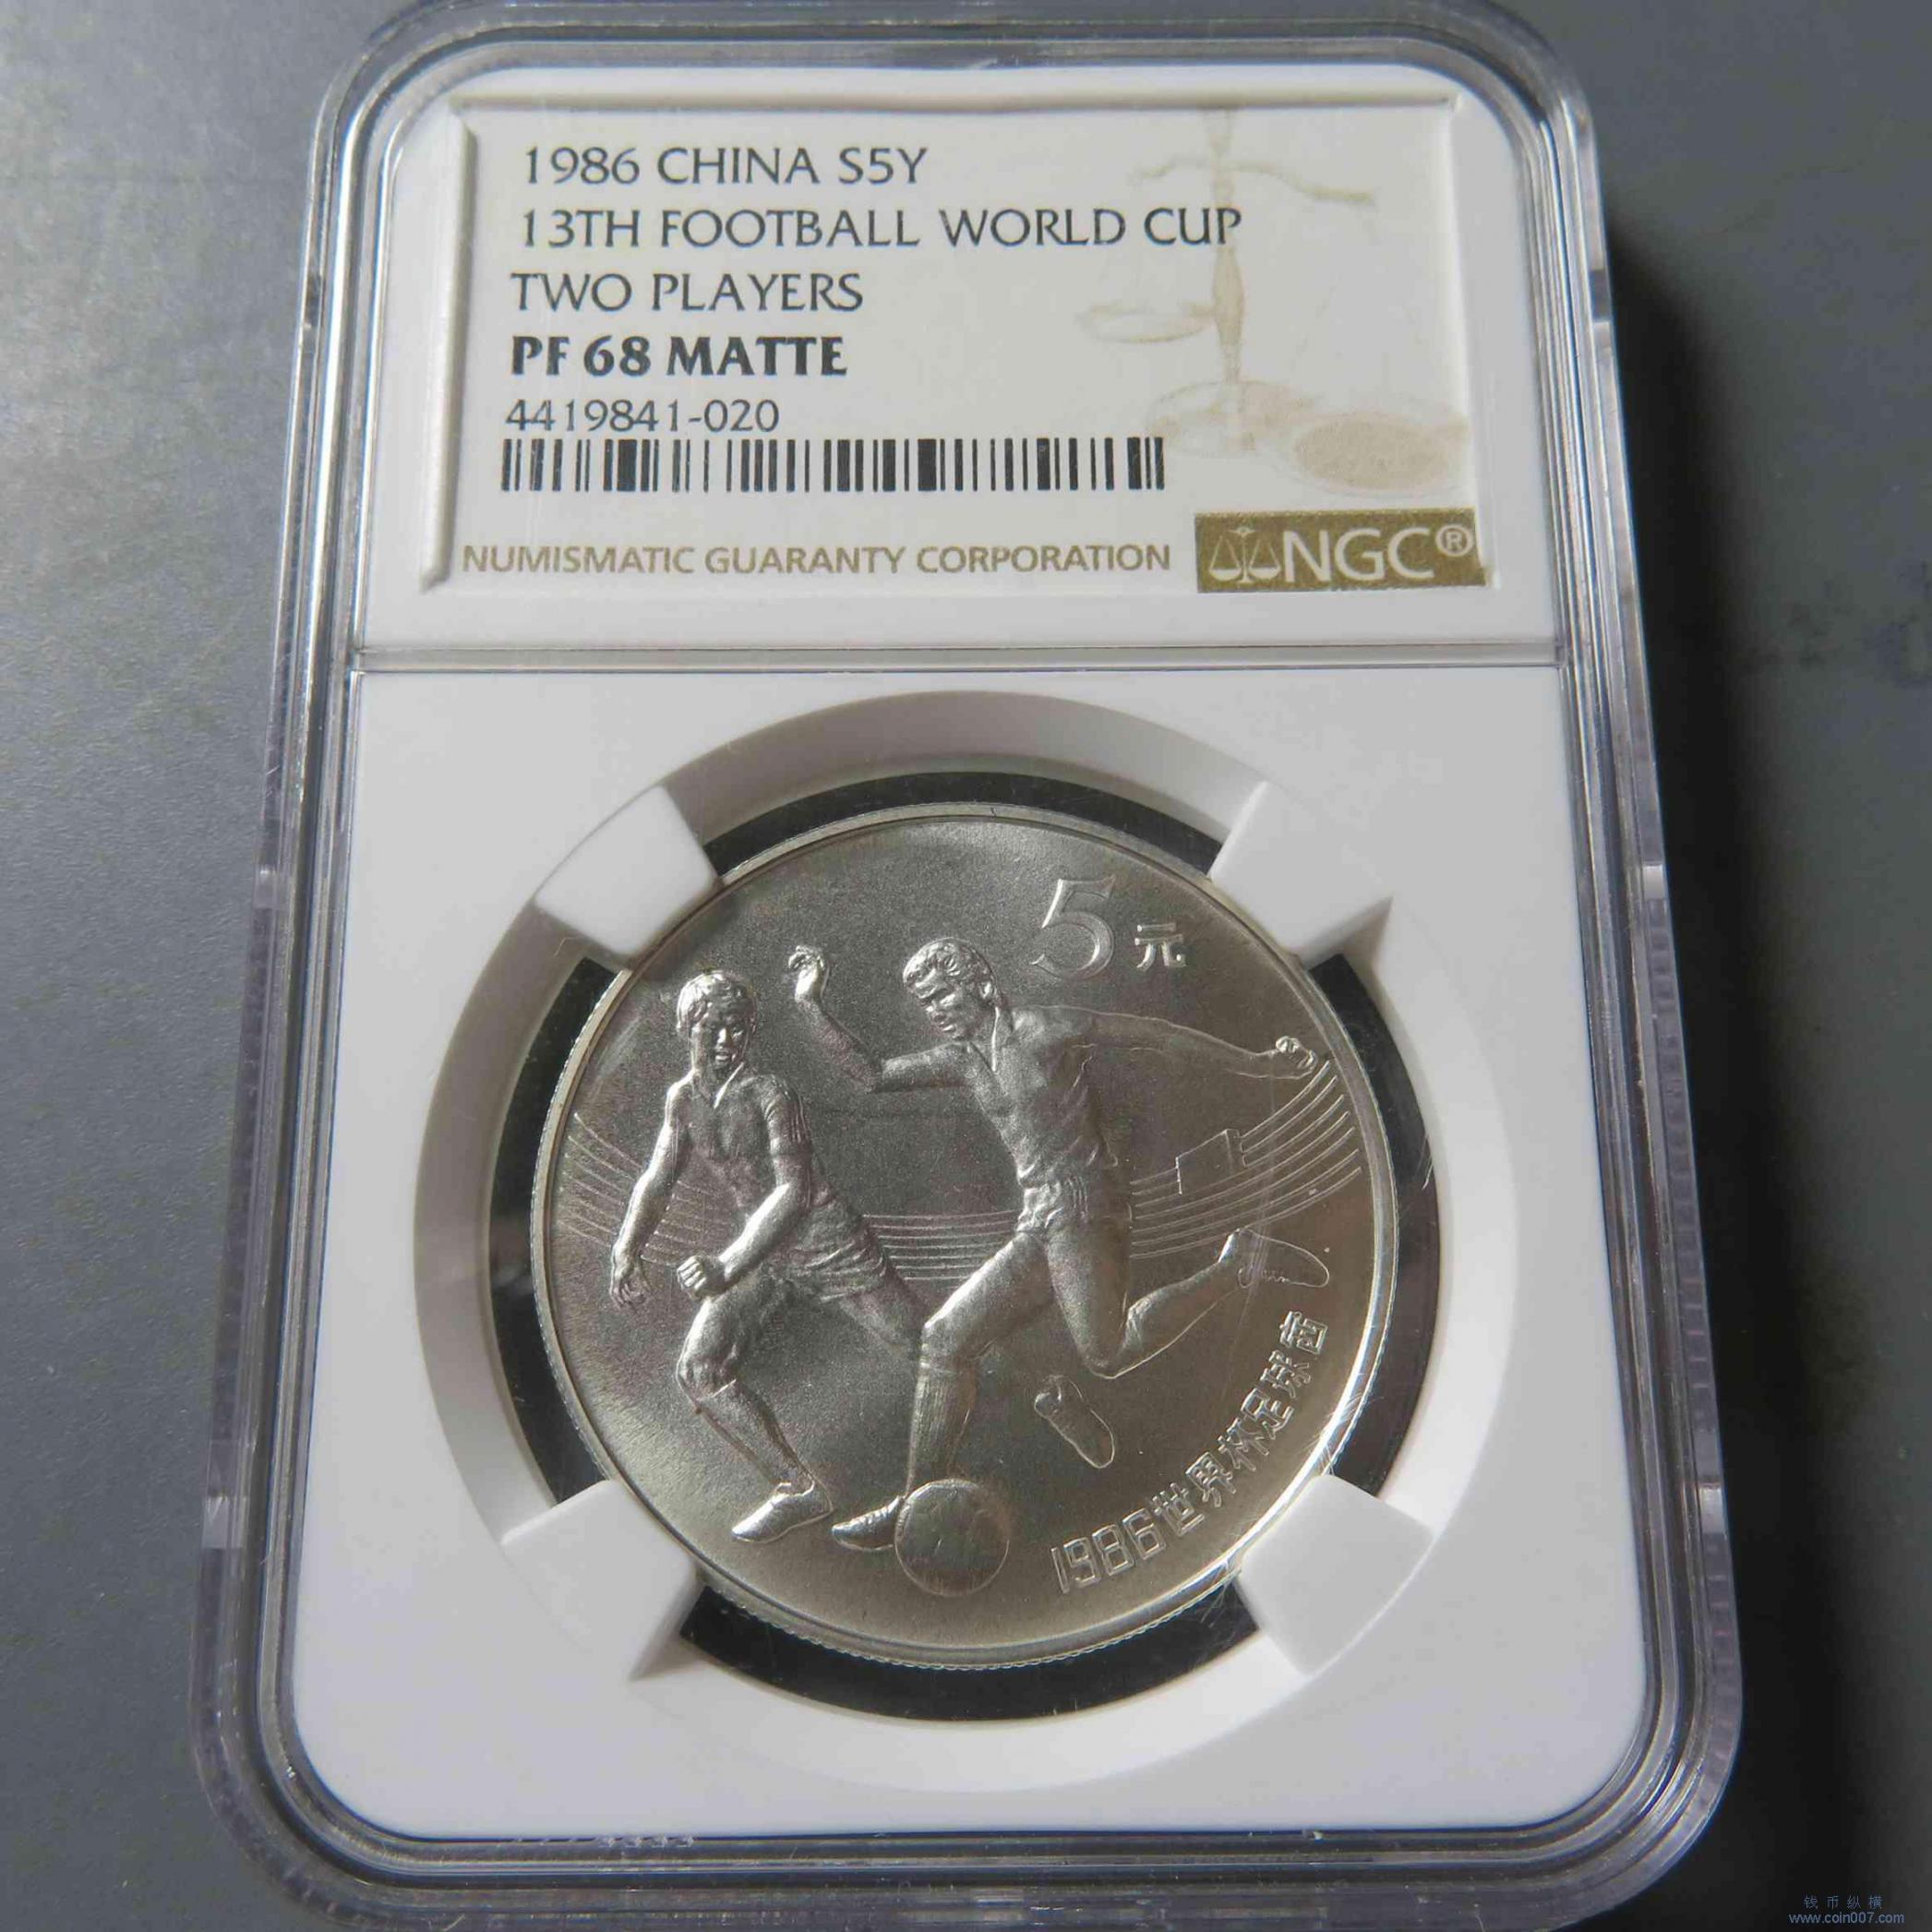 1986 CHINA S5Y
13TH FOOTBALL WORLD CUP
TWO PLAYERS
PF 68 MATTE
4419841-020
NUMISMATIC GUARANTY CORPORATION
NGC®
5元
1986世界杯足球
钱币纵横
www.coin007.com